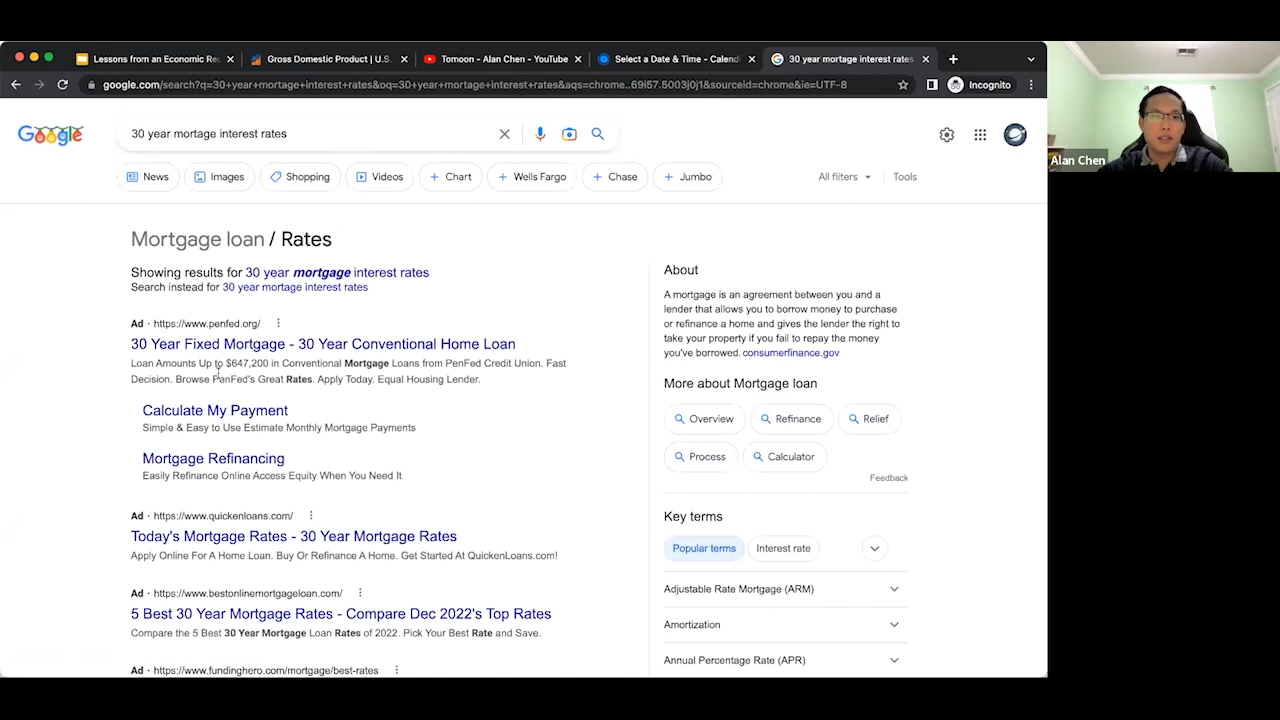 Lessons from an Economic Re
Gross Domestic Product | U.S.
Tomoon - Alan Chen - YouTube
Select a Date & Time - Calend
30 year mortage interest rates
google.com/search?q=30+year+mortage+interest+rates&oq=30+year+mortage+interest+rates&aqs=chrome..69i57.5003j0j1&sourceid=chrome&ie=UTF-8
Incognito
Google
30 year mortage interest rates
News
Images
Shopping
Videos
+ Chart
+ Wells Fargo
+ Chase
+ Jumbo
All filters
Tools
Alan Chen
Mortgage loan / Rates
Showing results for 30 year mortgage interest rates
Search instead for 30 year mortage interest rates
Ad · https://www.penfed.org/
30 Year Fixed Mortgage - 30 Year Conventional Home Loan
Loan Amounts Up to $647,200 in Conventional Mortgage Loans from PenFed Credit Union. Fast
Decision. Browse PenFed's Great Rates. Apply Today. Equal Housing Lender.
Calculate My Payment
Simple & Easy to Use Estimate Monthly Mortgage Payments
Mortgage Refinancing
Easily Refinance Online Access Equity When You Need It
Ad · https://www.quickenloans.com/
Today's Mortgage Rates - 30 Year Mortgage Rates
Apply Online For A Home Loan. Buy Or Refinance A Home. Get Started At QuickenLoans.com!
Ad · https://www.bestonlinemortgageloan.com/
5 Best 30 Year Mortgage Rates - Compare Dec 2022's Top Rates
Compare the 5 Best 30 Year Mortgage Loan Rates of 2022. Pick Your Best Rate and Save.
Ad · https://www.fundinghero.com/mortgage/best-rates
About
A mortgage is an agreement between you and a
lender that allows you to borrow money to purchase
or refinance a home and gives the lender the right to
take your property if you fail to repay the money
you've borrowed. consumerfinance.gov
More about Mortgage loan
Overview
Refinance
Relief
Process
Calculator
Feedback
Key terms
Popular terms
Interest rate
Adjustable Rate Mortgage (ARM)
Amortization
Annual Percentage Rate (APR)